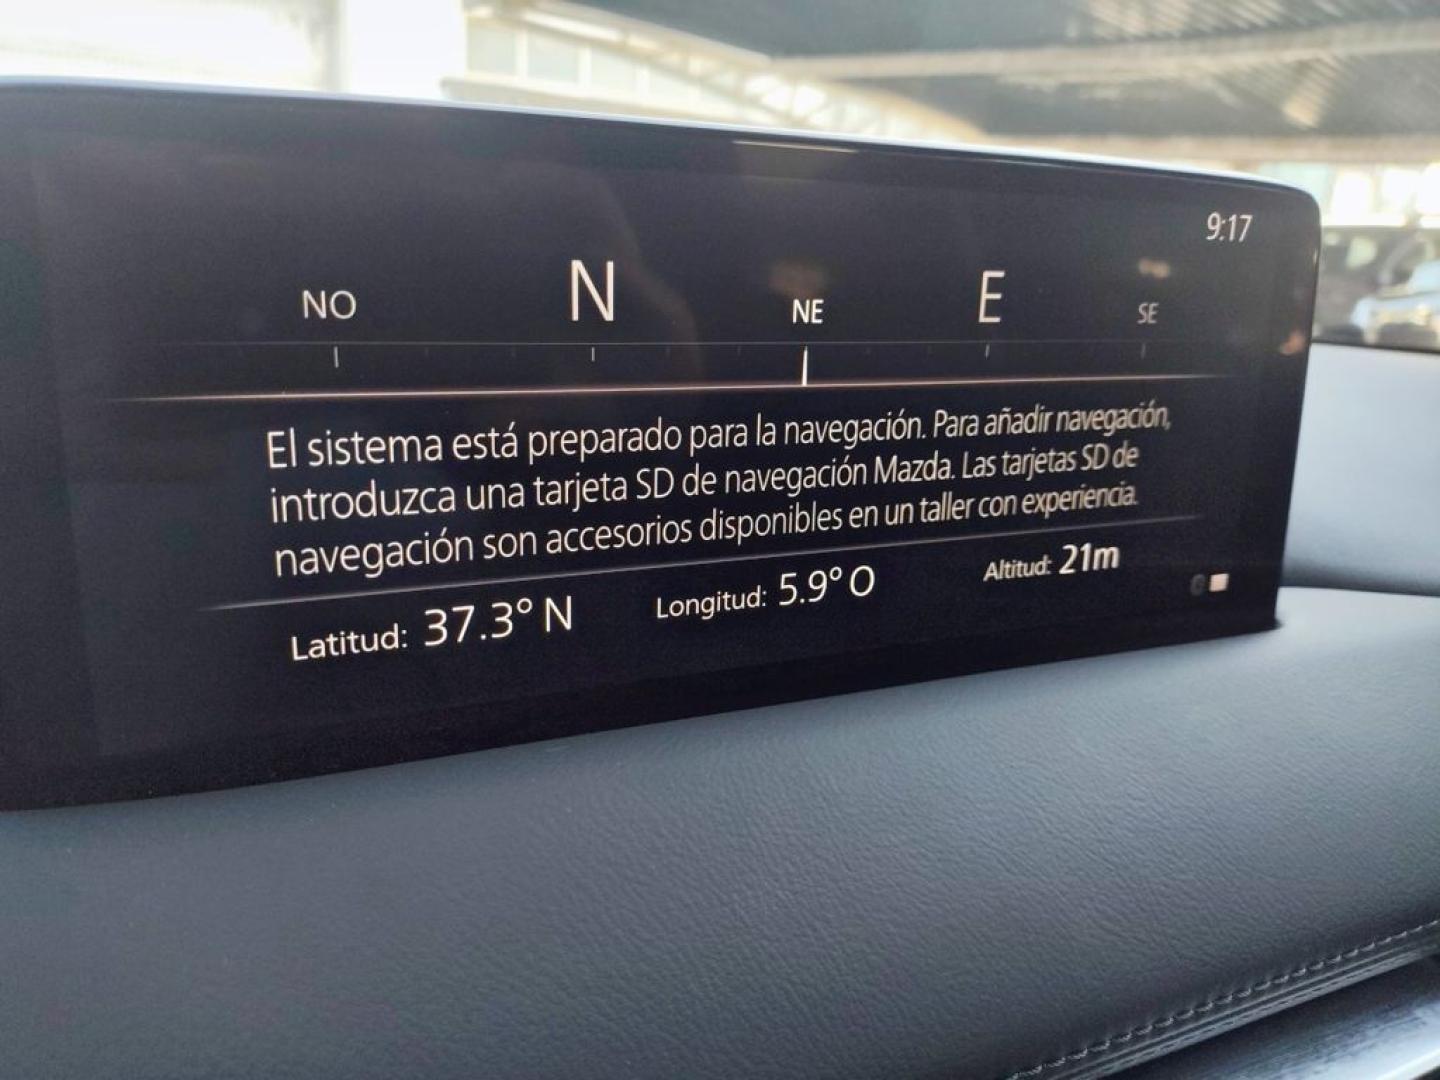 9:17
NO N NE E SE
El sistema está preparado para la navegación. Para añadir navegación,
introduzca una tarjeta SD de navegación Mazda. Las tarjetas SD de
navegación son accesorios disponibles en un taller con experiencia.
Latitud: 37.3° N Longitud: 5.9° O Altitud: 21m